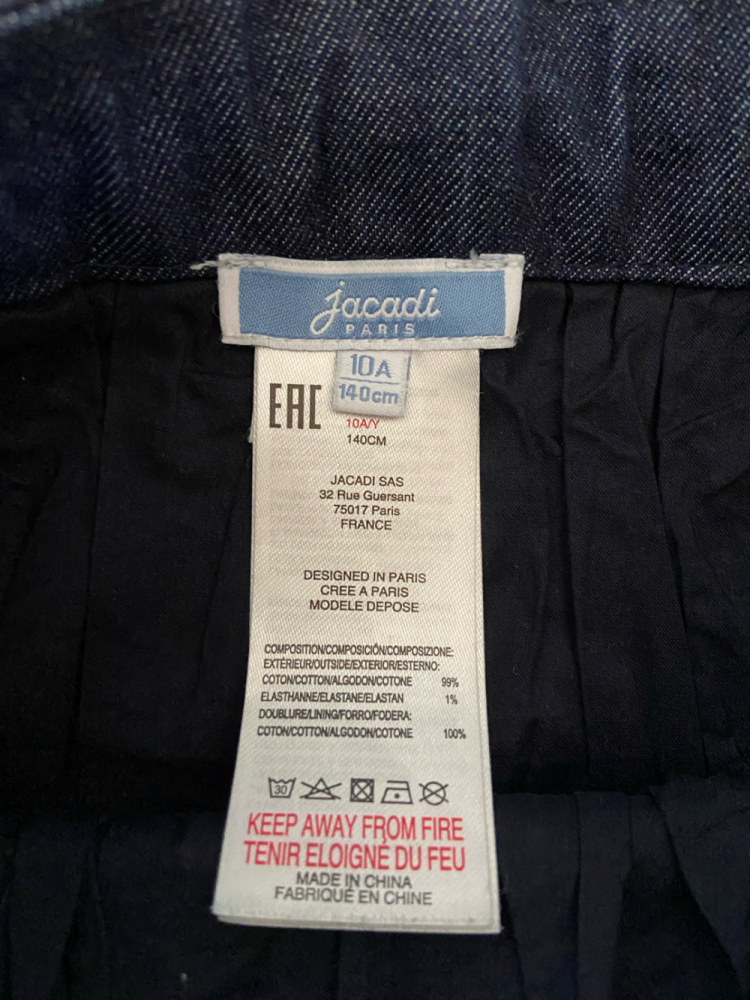 jacadi
PARIS
10A
140cm
EAC
10A/Y
140CM
JACADI SAS
32 Rue Guersant
75017 Paris
FRANCE
DESIGNED IN PARIS
CREE A PARIS
MODELE DEPOSE
COMPOSITION/COMPOSICIÓN/COMPOSIZIONE:
EXTÉRIEUR/OUTSIDE/EXTERIOR/ESTERNO:
COTON/COTTON/ALGODON/COTONE 99%
ELASTHANNE/ELASTANE/ELASTAN 1%
DOUBLURE/LINING/FORRO/FODERA:
COTON/COTTON/ALGODON/COTONE 100%
30
KEEP AWAY FROM FIRE
TENIR ELOIGNÉ DU FEU
MADE IN CHINA
FABRIQUÉ EN CHINE